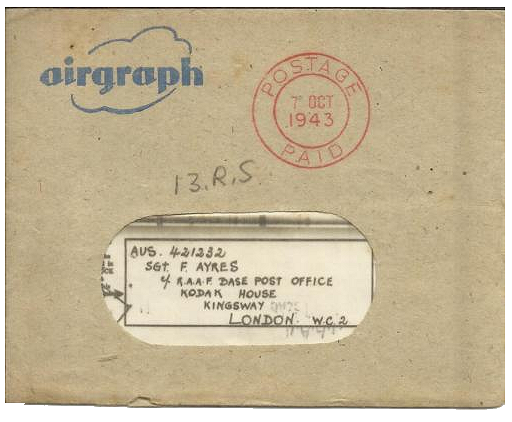 airgraph
POSTAGE
7 OCT
1943
PAID
13.R.S.
AUS. 421232
SGT F. AYRES
c/ R.A.A.F. BASE POST OFFICE
KODAK HOUSE
KINGSWAY
LONDON. W.C.2